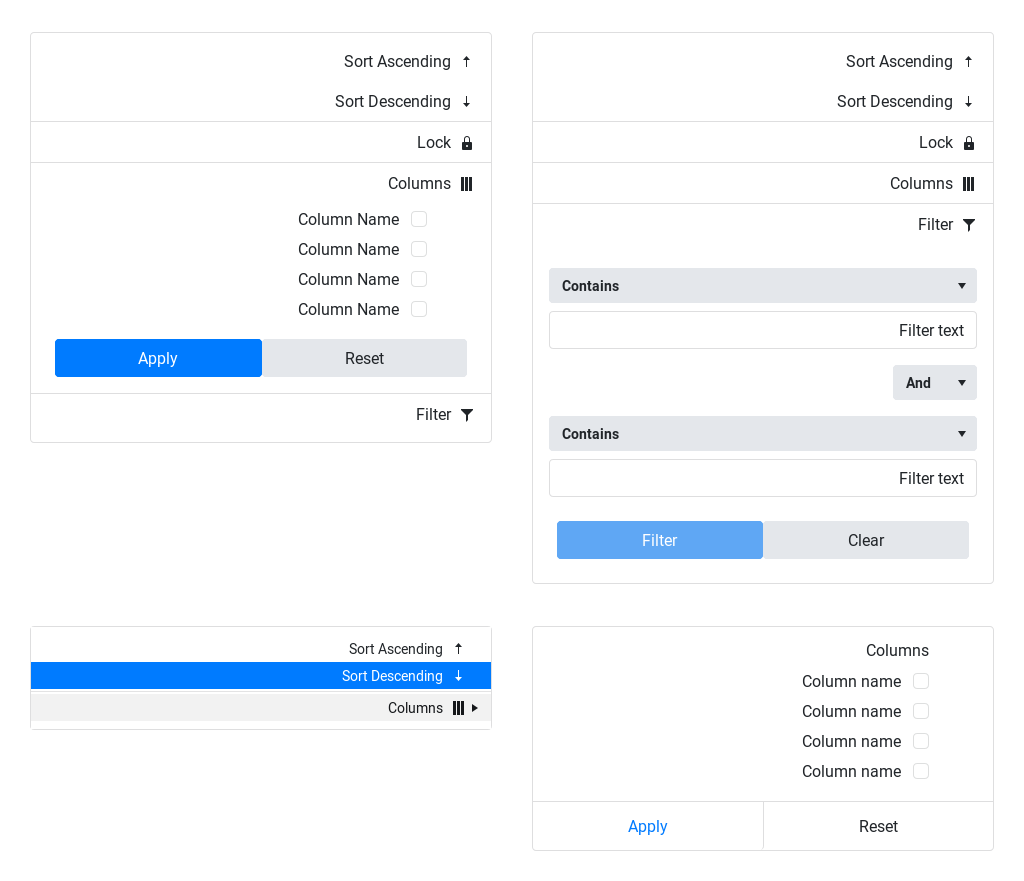 Sort Ascending
Sort Descending
Lock
Columns
Column Name
Column Name
Column Name
Column Name
Apply Reset
Filter
Sort Ascending
Sort Descending
Lock
Columns
Filter
Contains
Filter text
And
Contains
Filter text
Filter Clear
Sort Ascending
Sort Descending
Columns
Columns
Column name
Column name
Column name
Column name
Apply Reset